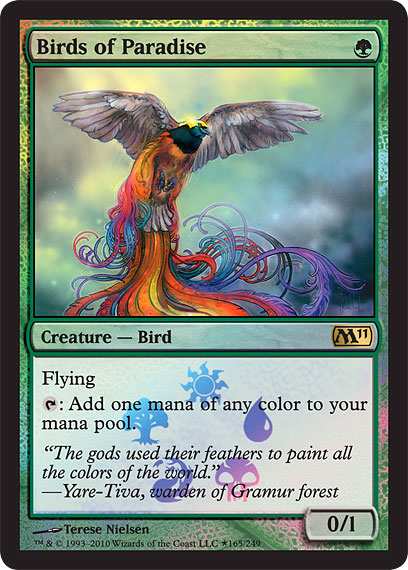 Birds of Paradise
Creature — Bird
M11
Flying
: Add one mana of any color to your
mana pool.
“The gods used their feathers to paint all
the colors of the world.”
—Yare-Tiva, warden of Gramur forest
Terese Nielsen
0/1
™ & © 1993–2010 Wizards of the Coast LLC ★165/249